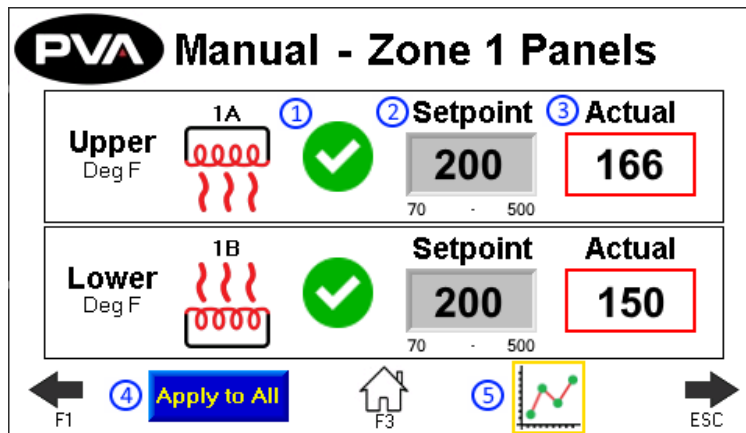 PVA Manual - Zone 1 Panels
1A 1 2 Setpoint 3 Actual
Upper
Deg F
200 166
70 - 500
1B Setpoint Actual
Lower
Deg F
200 150
70 - 500
4 Apply to All 5
F1 F3 ESC